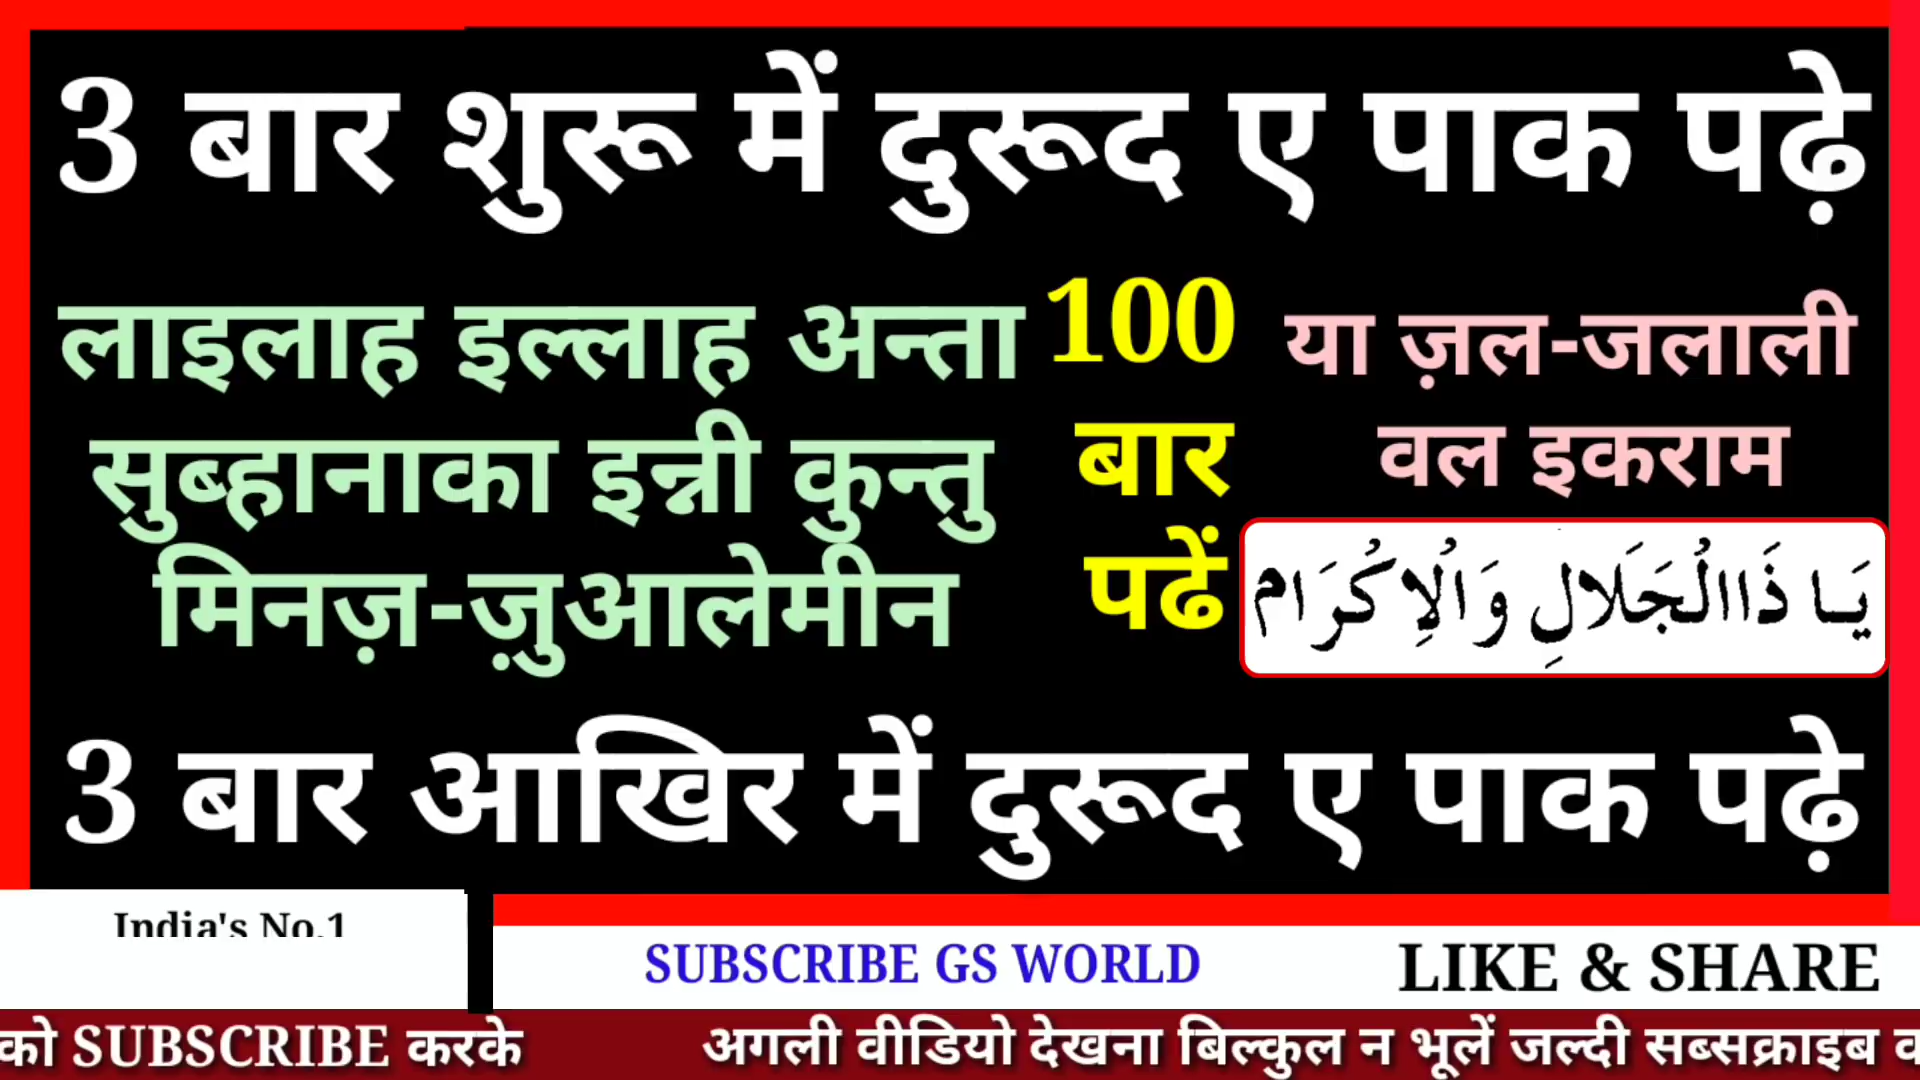 3 बार शुरू में दुरूद ए पाक पढ़े
लाइलाह इल्लाह अन्ता
सुब्हानाका इन्नी कुन्तु
मिनज़-ज़ुआलेमीन
100
बार
पढें
या ज़ल-जलाली
वल इकराम
يَا ذَاالْجَلَالِ وَالْاِكْرَام
3 बार आखिर में दुरूद ए पाक पढ़े
India's No.1
SUBSCRIBE GS WORLD
LIKE & SHARE
को SUBSCRIBE करके अगली वीडियो देखना बिल्कुल न भूलें जल्दी सब्सक्राइब